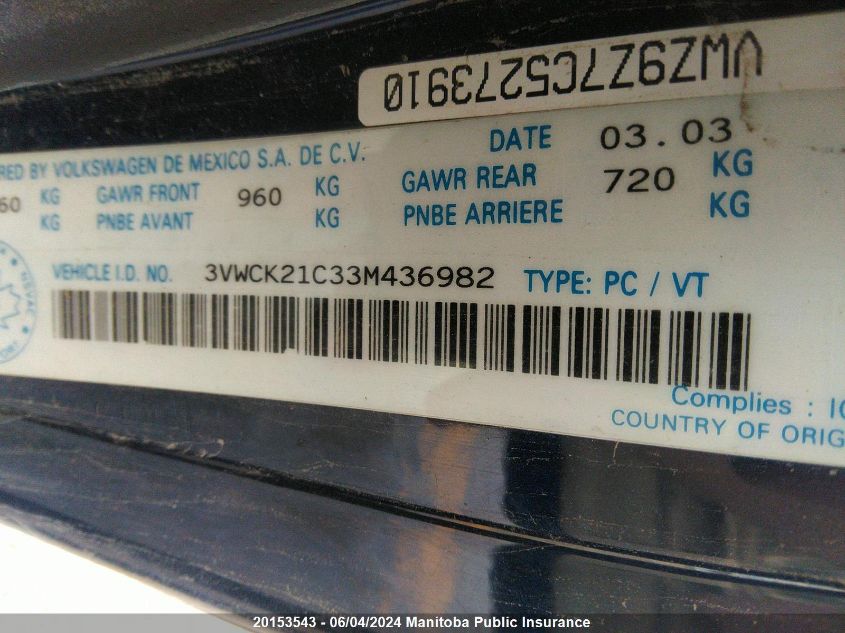 VWZ9Z7C5273910
DATE 03.03
RED BY VOLKSWAGEN DE MEXICO S.A. DE C.V.
60 KG GAWR FRONT 960 KG GAWR REAR 720 KG
KG PNBE AVANT KG PNBE ARRIERE KG
VEHICLE I.D. NO. 3VWCK21C33M436982 TYPE: PC / VT
Complies :
COUNTRY OF ORIG
20153543 - 06/04/2024 Manitoba Public Insurance